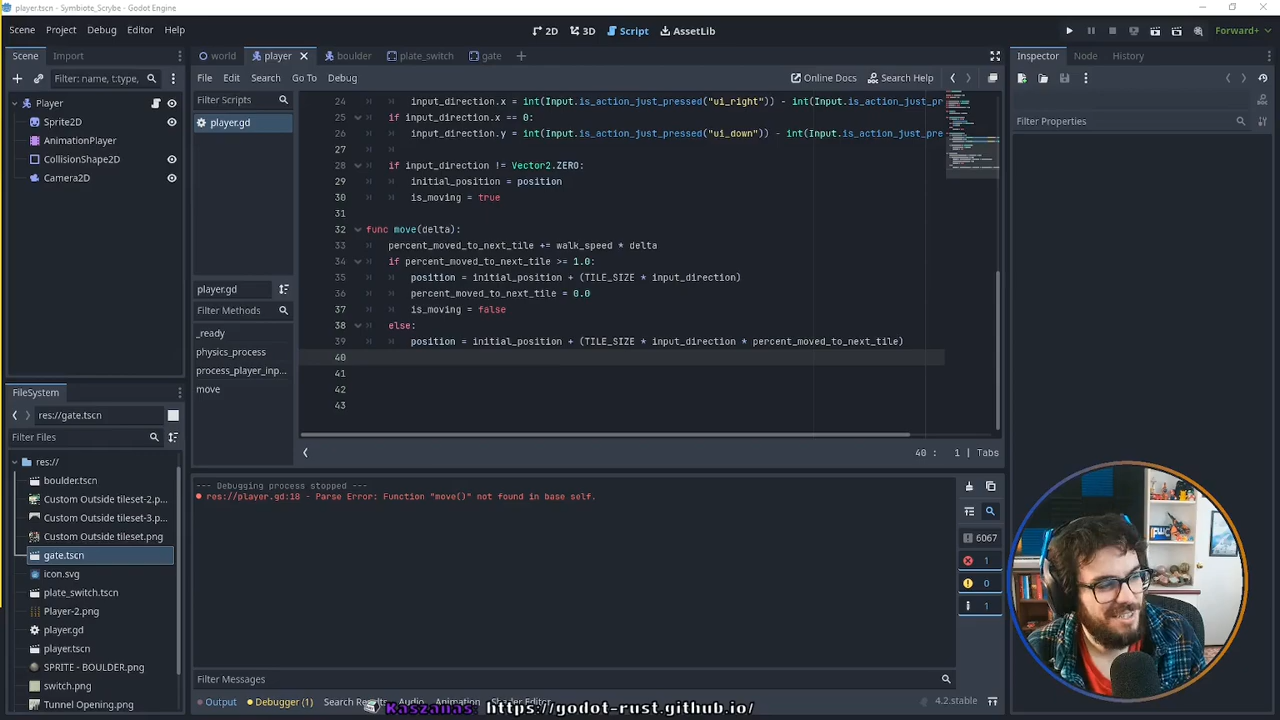 player.tscn - Symbiote_Scrybe - Godot Engine
Scene Project Debug Editor Help
2D 3D Script AssetLib
Forward+
Scene Import
world player boulder plate_switch gate
Inspector Node History
Filter: name, t:type,
File Edit Search Go To Debug
Online Docs Search Help
Player
Sprite2D
AnimationPlayer
CollisionShape2D
Camera2D
Filter Scripts
player.gd
player.gd
Filter Methods
_ready
physics_process
process_player_inp...
move
24 input_direction.x = int(Input.is_action_just_pressed("ui_right")) - int(Input.is_action_just_pr
25 if input_direction.x == 0:
26 input_direction.y = int(Input.is_action_just_pressed("ui_down")) - int(Input.is_action_just_pre
27
28 if input_direction != Vector2.ZERO:
29 initial_position = position
30 is_moving = true
31
32 func move(delta):
33 percent_moved_to_next_tile += walk_speed * delta
34 if percent_moved_to_next_tile >= 1.0:
35 position = initial_position + (TILE_SIZE * input_direction)
36 percent_moved_to_next_tile = 0.0
37 is_moving = false
38 else:
39 position = initial_position + (TILE_SIZE * input_direction * percent_moved_to_next_tile)
40
41
42
43
40 : 1 | Tabs
Filter Properties
FileSystem
res://gate.tscn
Filter Files
res://
boulder.tscn
Custom Outside tileset-2.p...
Custom Outside tileset-3.p...
Custom Outside tileset.png
gate.tscn
icon.svg
plate_switch.tscn
Player-2.png
player.gd
player.tscn
SPRITE - BOULDER.png
switch.png
Tunnel Opening.png
--- Debugging process stopped ---
res://player.gd:18 - Parse Error: Function "move()" not found in base self.
6067
1
0
1
Filter Messages
Output Debugger (1) Search Results Audio Animation Shader Editor
4.2.stable
Kaszanas: https://godot-rust.github.io/